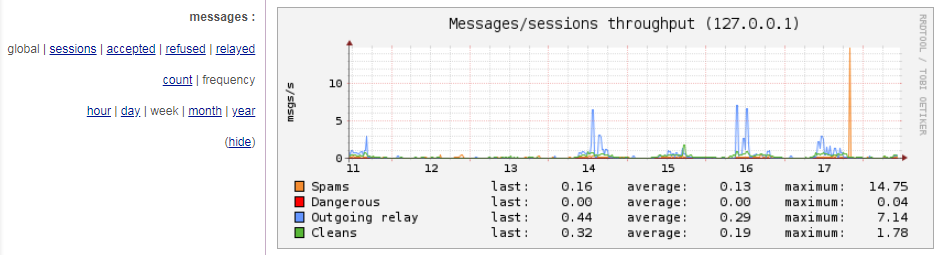 messages :
global | sessions | accepted | refused | relayed
count | frequency
hour | day | week | month | year
(hide)
Messages/sessions throughput (127.0.0.1)
RRDTOOL / TOBI OETIKER
msgs/s
10
5
0
11 12 13 14 15 16 17
Spams last: 0.16 average: 0.13 maximum: 14.75
Dangerous last: 0.00 average: 0.00 maximum: 0.04
Outgoing relay last: 0.44 average: 0.29 maximum: 7.14
Cleans last: 0.32 average: 0.19 maximum: 1.78